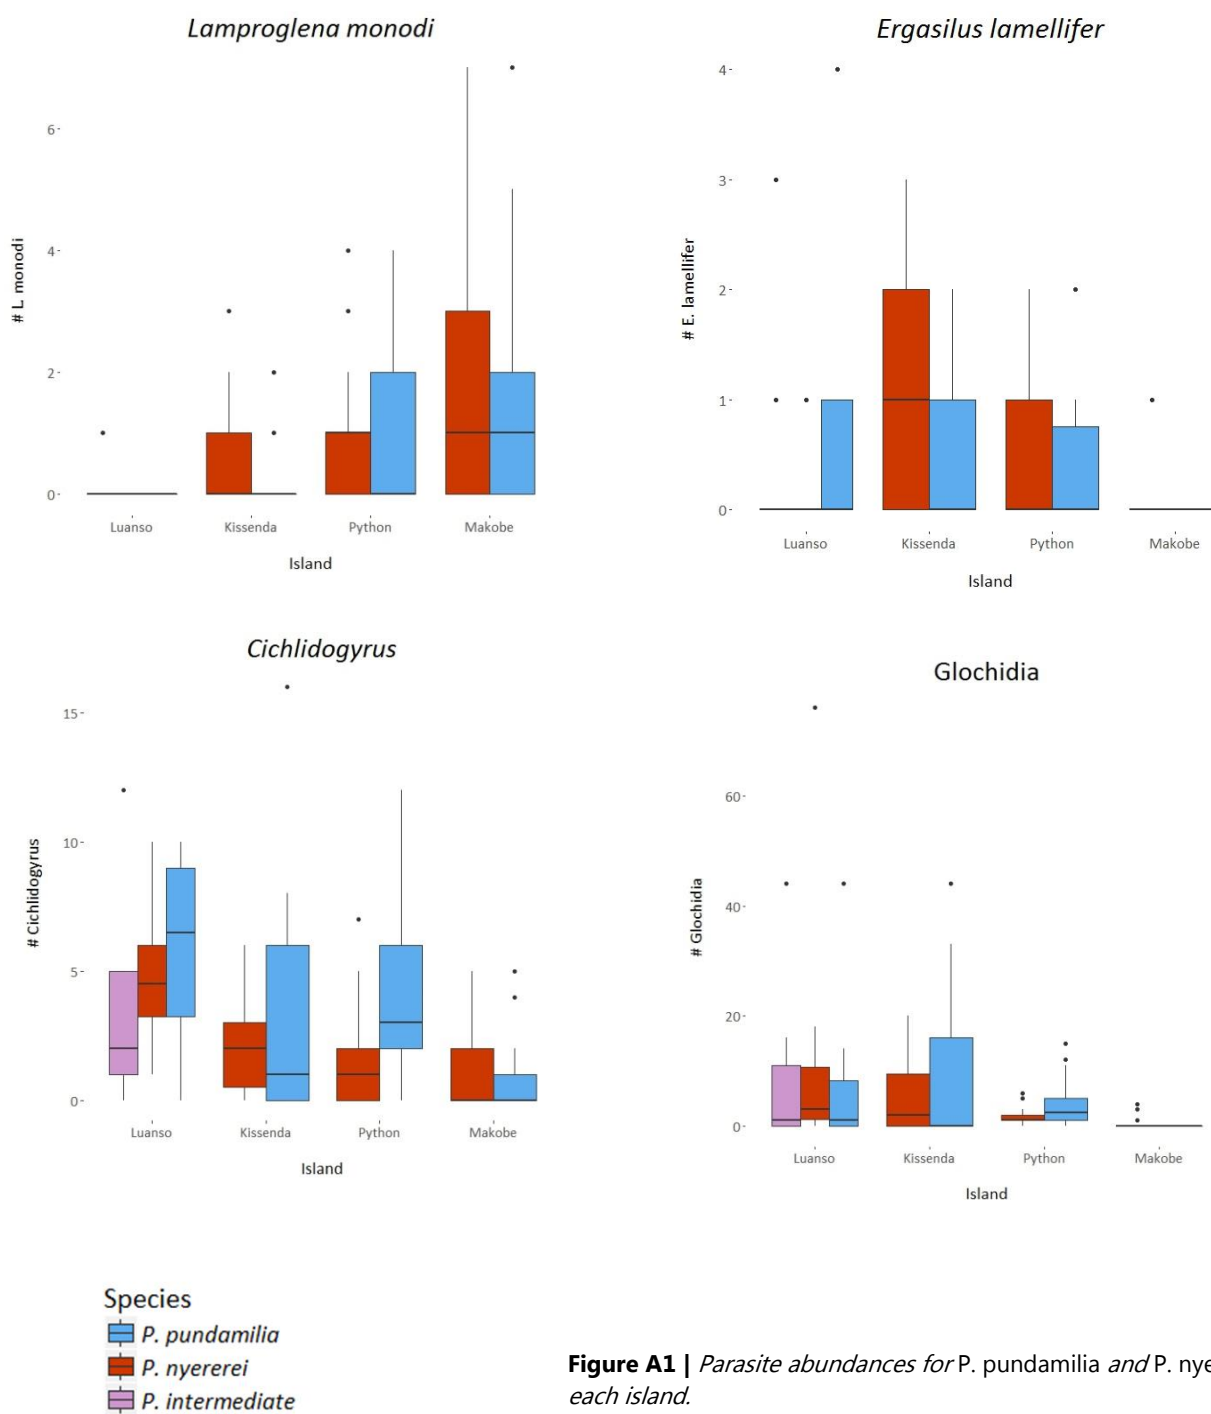 Lamproglena monodi
# L. monodi
6
4
2
0
Luanso Kissenda Python Makobe
Island
Ergasilus lamellifer
# E. lamellifer
4
3
2
1
0
Luanso Kissenda Python Makobe
Island
Cichlidogyrus
# Cichlidogyrus
15
10
5
0
Luanso Kissenda Python Makobe
Island
Glochidia
# Glochidia
60
40
20
0
Luanso Kissenda Python Makobe
Island
Species
P. pundamilia
P. nyererei
P. intermediate
Figure A1 | Parasite abundances for P. pundamilia and P. nye
each island.